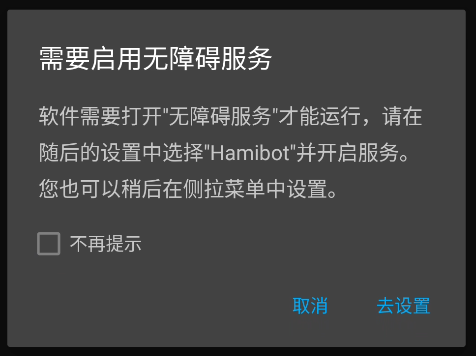 需要启用无障碍服务
软件需要打开"无障碍服务"才能运行，请在
随后的设置中选择"Hamibot"并开启服务。
您也可以稍后在侧拉菜单中设置。
不再提示
取消
去设置